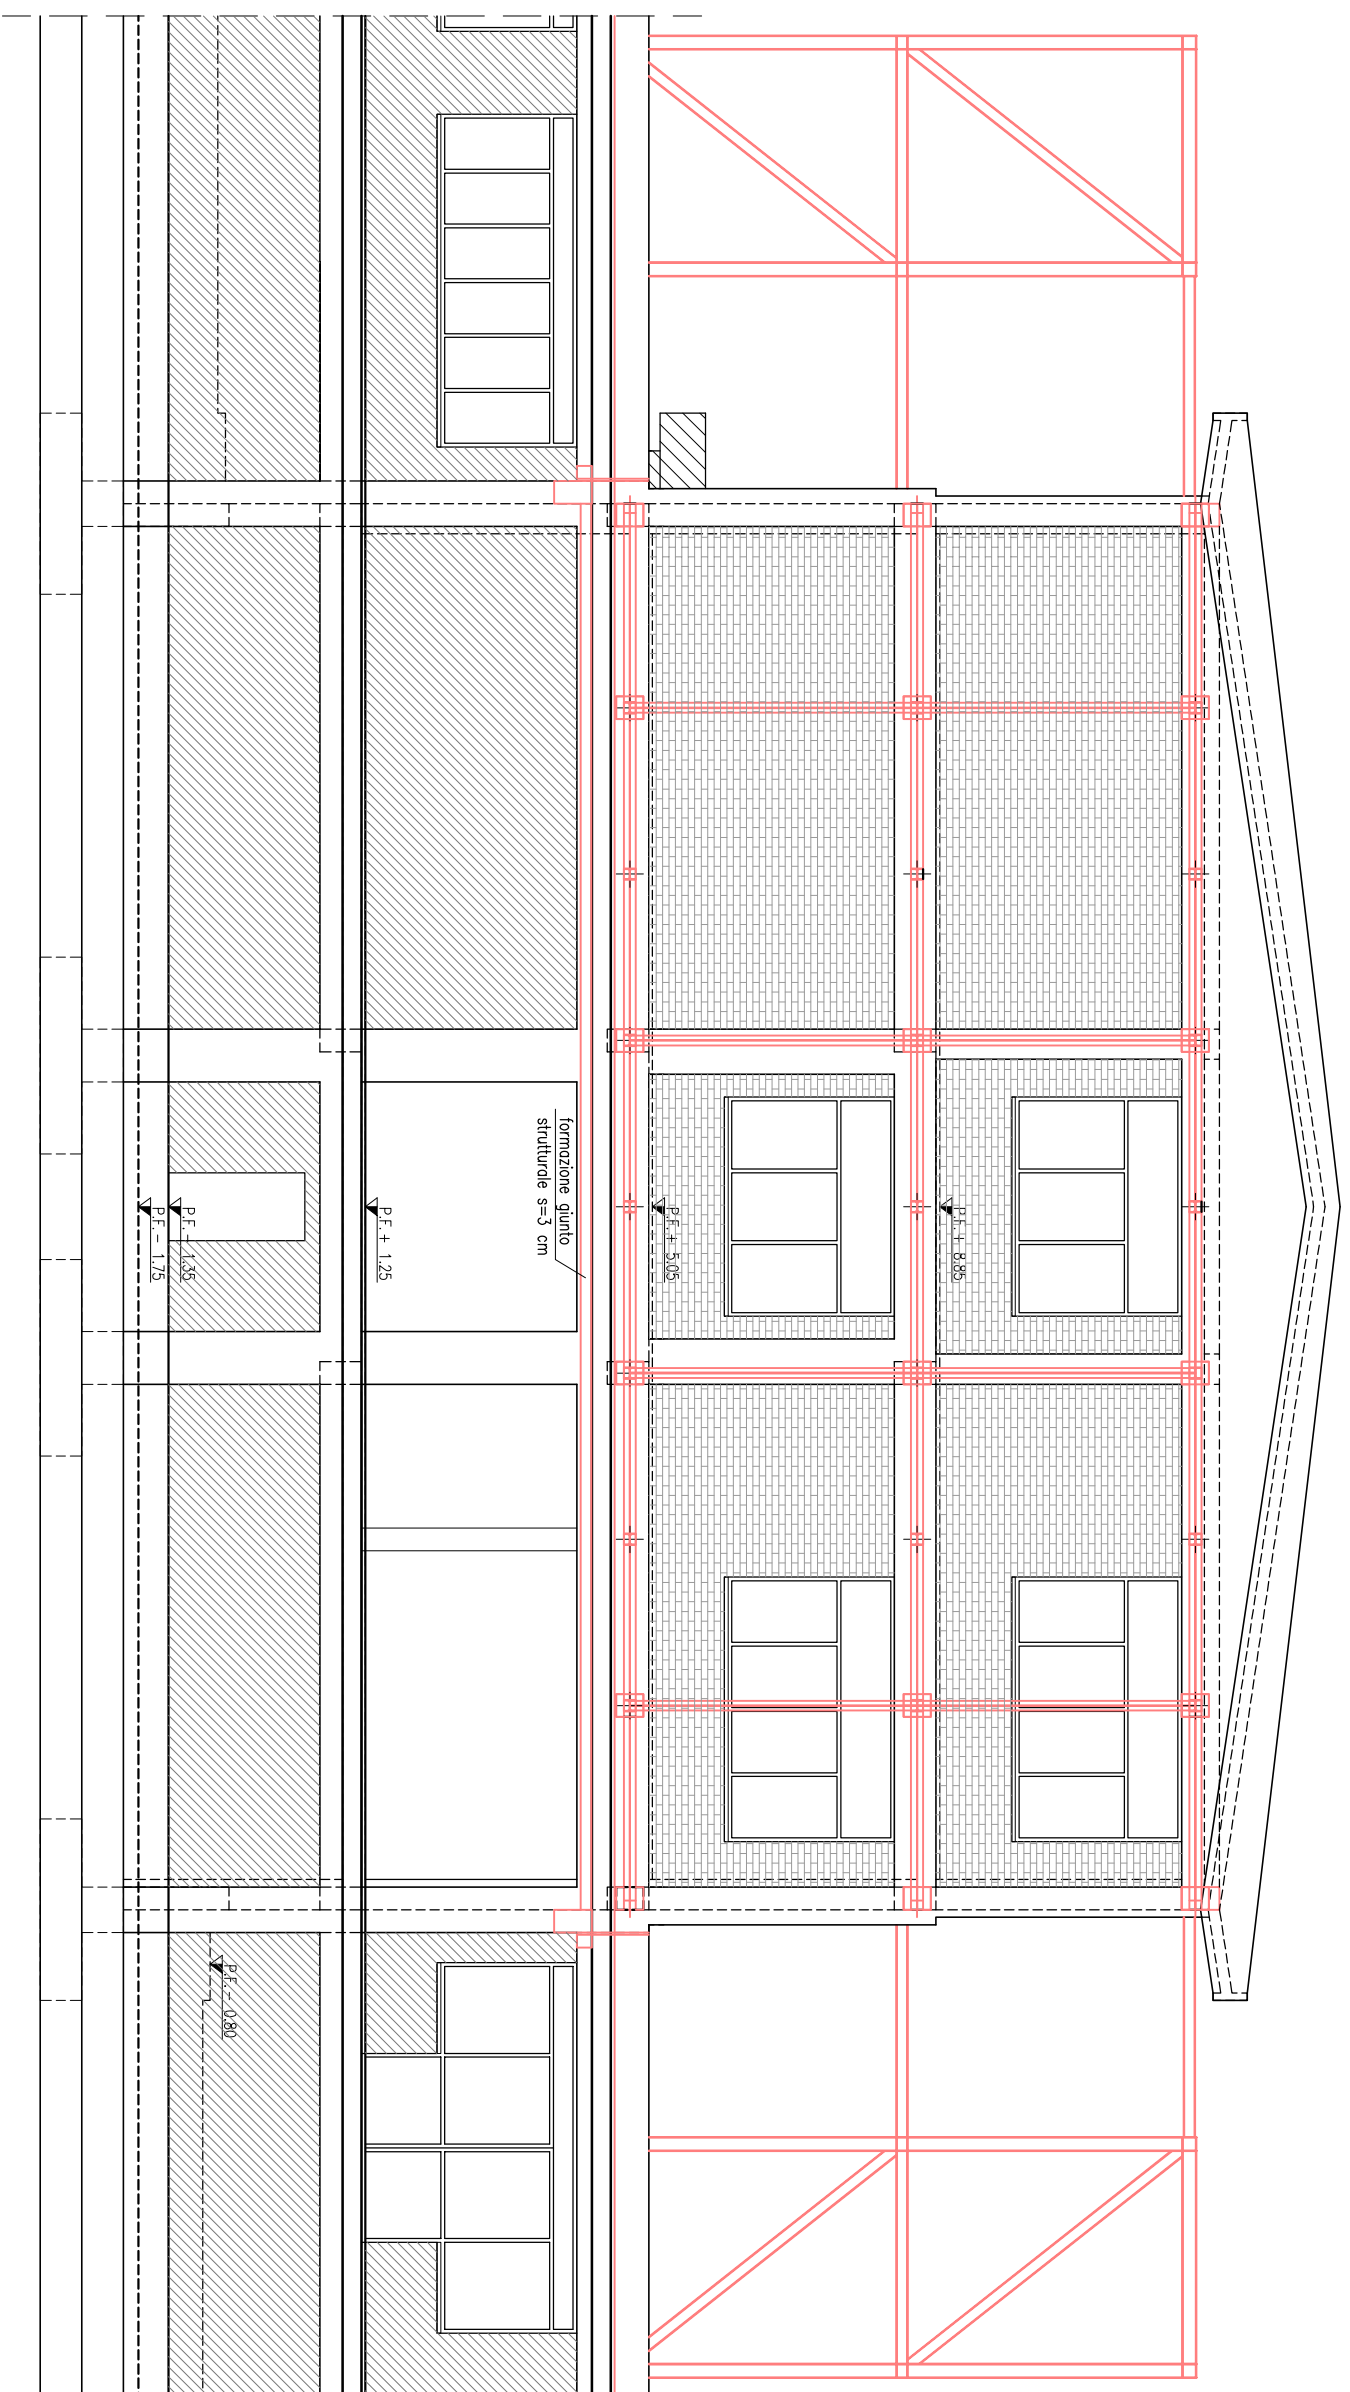 P.F. + 8.85
P.F. + 5.05
formazione giunto
strutturale s=3 cm
P.F. + 1.25
P.F. - 0.80
P.F. - 1.35
P.F. - 1.75